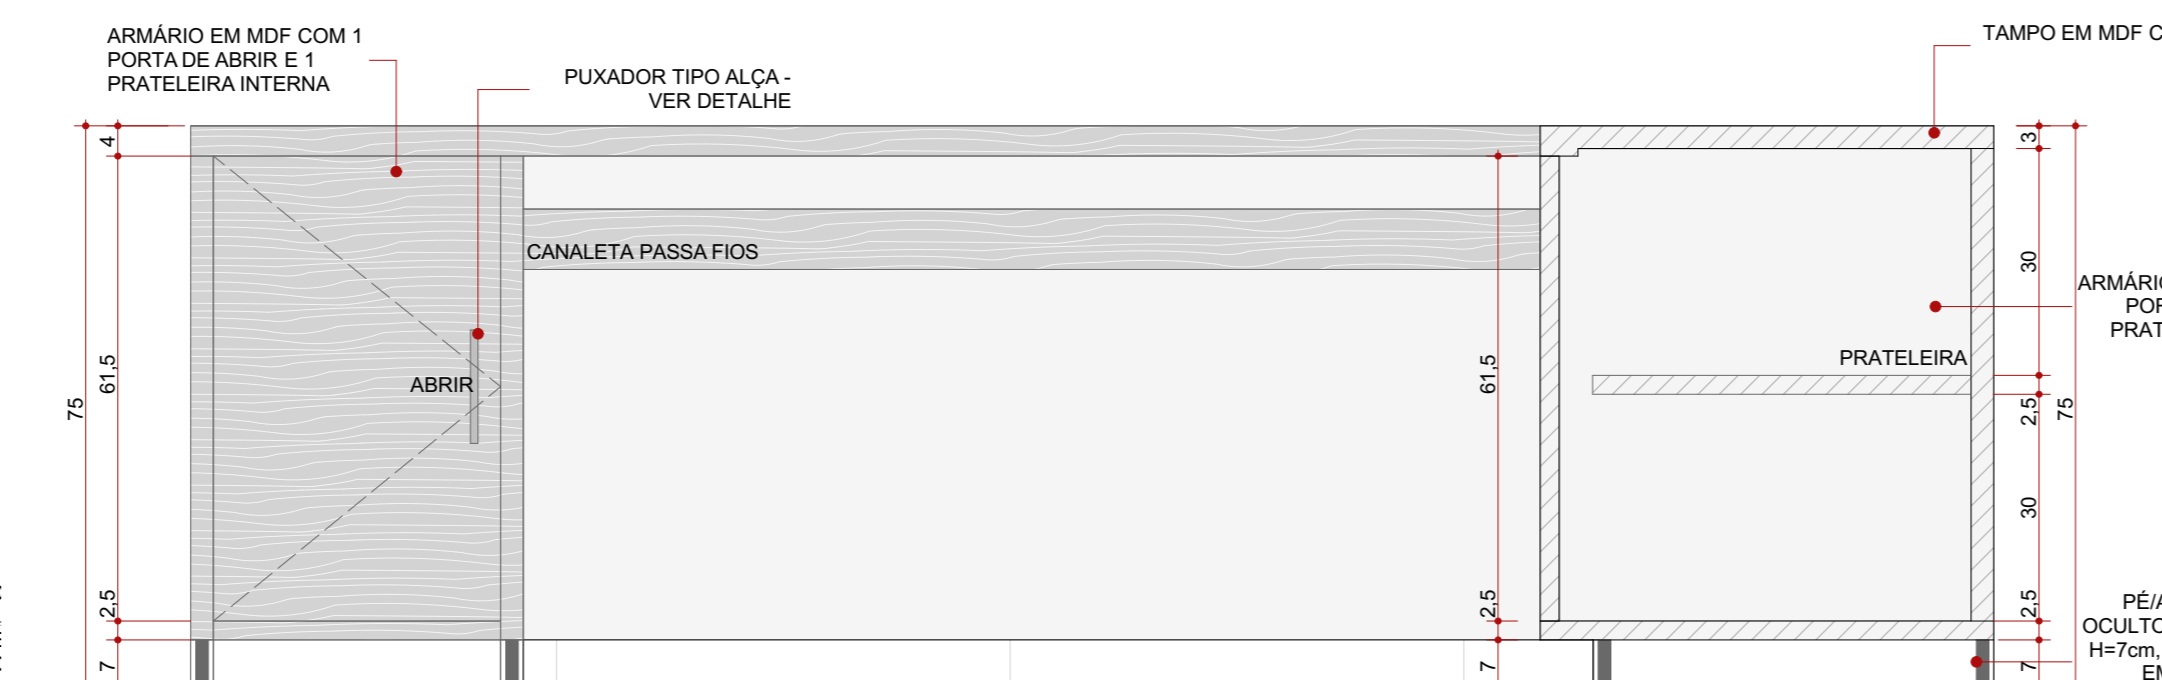 ARMÁRIO EM MDF COM 1
PORTA DE ABRIR E 1
PRATELEIRA INTERNA
PUXADOR TIPO ALÇA -
VER DETALHE
TAMPO EM MDF C
4
61,5
75
2,5
7
CANALETA PASSA FIOS
ABRIR
61,5
2,5
7
PRATELEIRA
3
30
2,5
75
30
2,5
7
ARMÁRIO
POR
PRAT
PÉ/A
OCULTO
H=7cm,
EM